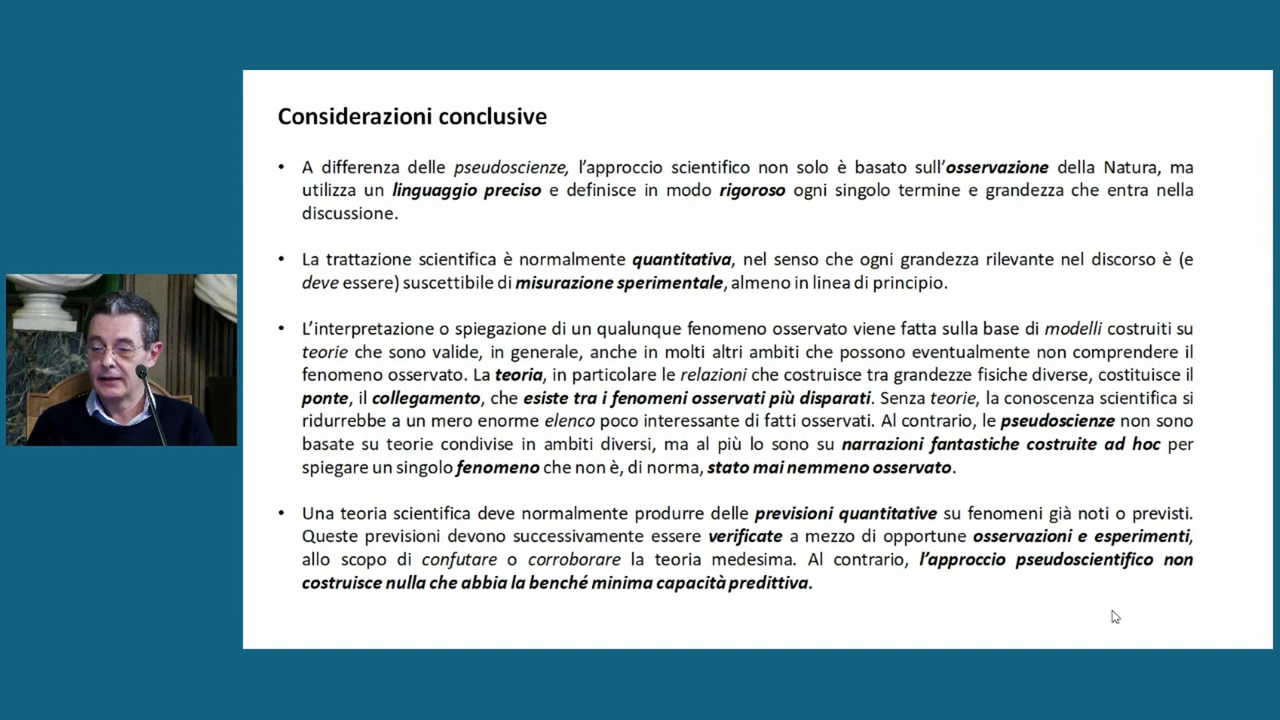 Considerazioni conclusive
• A differenza delle pseudoscienze, l’approccio scientifico non solo è basato sull’osservazione della Natura, ma
utilizza un linguaggio preciso e definisce in modo rigoroso ogni singolo termine e grandezza che entra nella
discussione.
• La trattazione scientifica è normalmente quantitativa, nel senso che ogni grandezza rilevante nel discorso è (e
deve essere) suscettibile di misurazione sperimentale, almeno in linea di principio.
• L’interpretazione o spiegazione di un qualunque fenomeno osservato viene fatta sulla base di modelli costruiti su
teorie che sono valide, in generale, anche in molti altri ambiti che possono eventualmente non comprendere il
fenomeno osservato. La teoria, in particolare le relazioni che costruisce tra grandezze fisiche diverse, costituisce il
ponte, il collegamento, che esiste tra i fenomeni osservati più disparati. Senza teorie, la conoscenza scientifica si
ridurrebbe a un mero enorme elenco poco interessante di fatti osservati. Al contrario, le pseudoscienze non sono
basate su teorie condivise in ambiti diversi, ma al più lo sono su narrazioni fantastiche costruite ad hoc per
spiegare un singolo fenomeno che non è, di norma, stato mai nemmeno osservato.
• Una teoria scientifica deve normalmente produrre delle previsioni quantitative su fenomeni già noti o previsti.
Queste previsioni devono successivamente essere verificate a mezzo di opportune osservazioni e esperimenti,
allo scopo di confutare o corroborare la teoria medesima. Al contrario, l’approccio pseudoscientifico non
costruisce nulla che abbia la benché minima capacità predittiva.